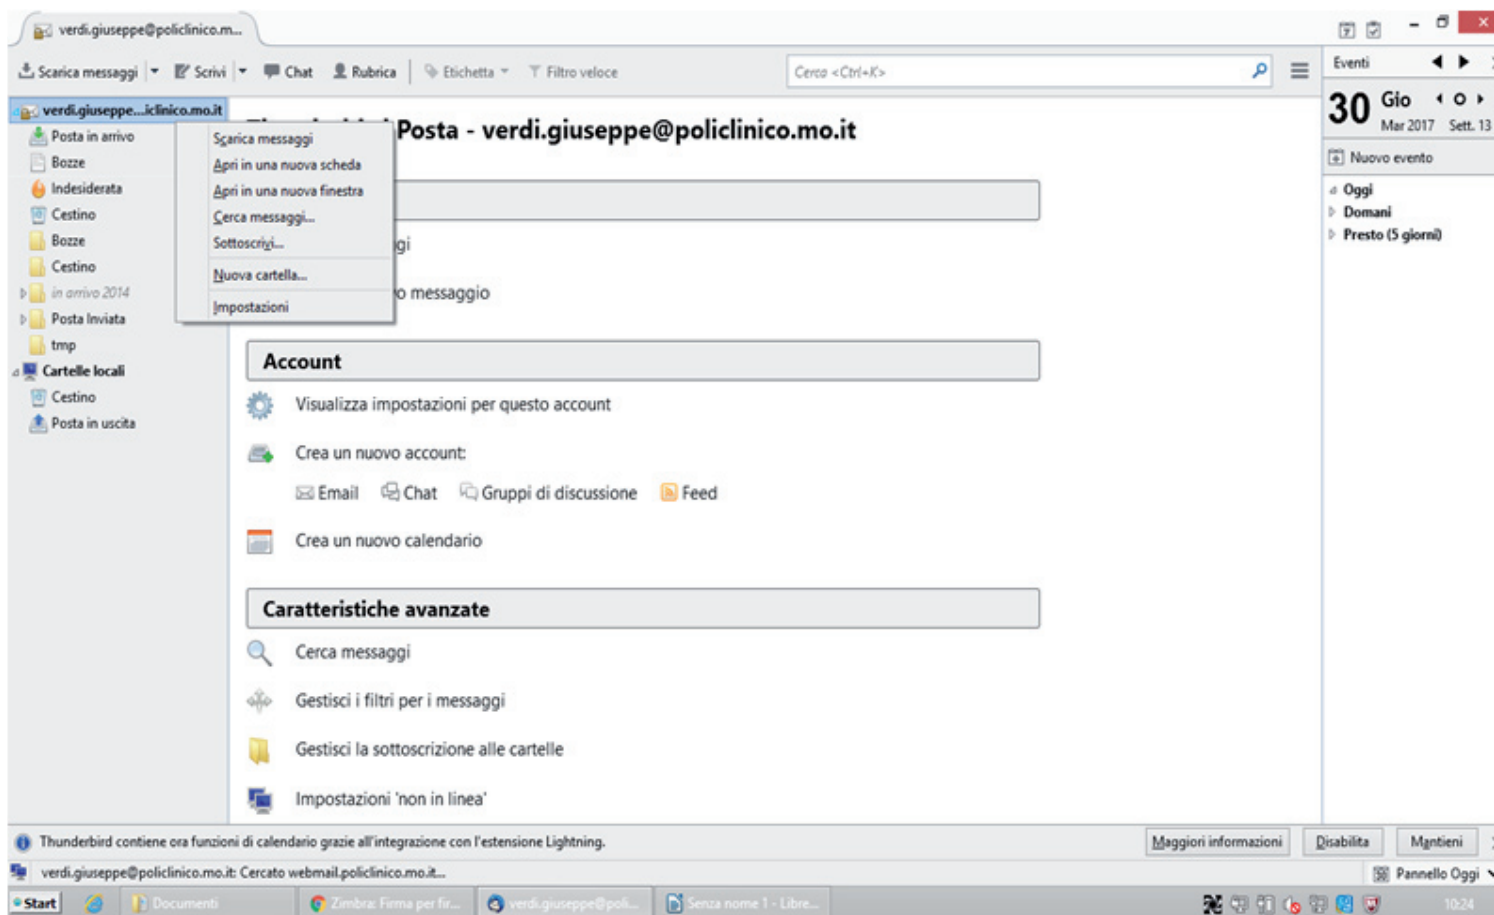 verdi.giuseppe@policlinico.m...
Scarica messaggi Scrivi Chat Rubrica Etichetta Filtro veloce
Cerca <Ctrl+K>
Eventi
verdi.giuseppe...iclinico.mo.it
Posta in arrivo
Bozze
Indesiderata
Cestino
Bozze
Cestino
in arrivo 2014
Posta Inviata
tmp
Cartelle locali
Cestino
Posta in uscita
Scarica messaggi
Apri in una nuova scheda
Apri in una nuova finestra
Cerca messaggi...
Sottoscrivi...
Nuova cartella...
Impostazioni
Posta - verdi.giuseppe@policlinico.mo.it
gi
o messaggio
Account
Visualizza impostazioni per questo account
Crea un nuovo account:
Email Chat Gruppi di discussione Feed
Crea un nuovo calendario
Caratteristiche avanzate
Cerca messaggi
Gestisci i filtri per i messaggi
Gestisci la sottoscrizione alle cartelle
Impostazioni 'non in linea'
30 Gio
Mar 2017 Sett. 13
Nuovo evento
Oggi
Domani
Presto (5 giorni)
Thunderbird contiene ora funzioni di calendario grazie all'integrazione con l'estensione Lightning.
Maggiori informazioni Disabilita Mantieni
verdi.giuseppe@policlinico.mo.it: Cercato webmail.policlinico.mo.it...
Pannello Oggi
Start Documenti Zimbra: Firma per fir... verdi.giuseppe@poli... Senza nome 1 - Libre... 10:24